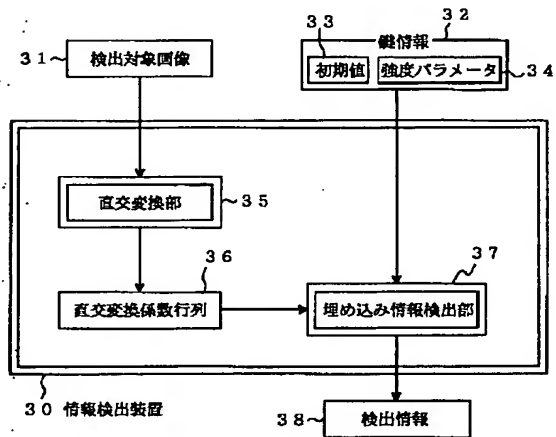 33
32
鍵情報
31
検出対象画像
初期値
強度パラメータ
34
直交変換部
35
36
37
直交変換係数行列
埋め込み情報検出部
30 情報検出装置
38
検出情報